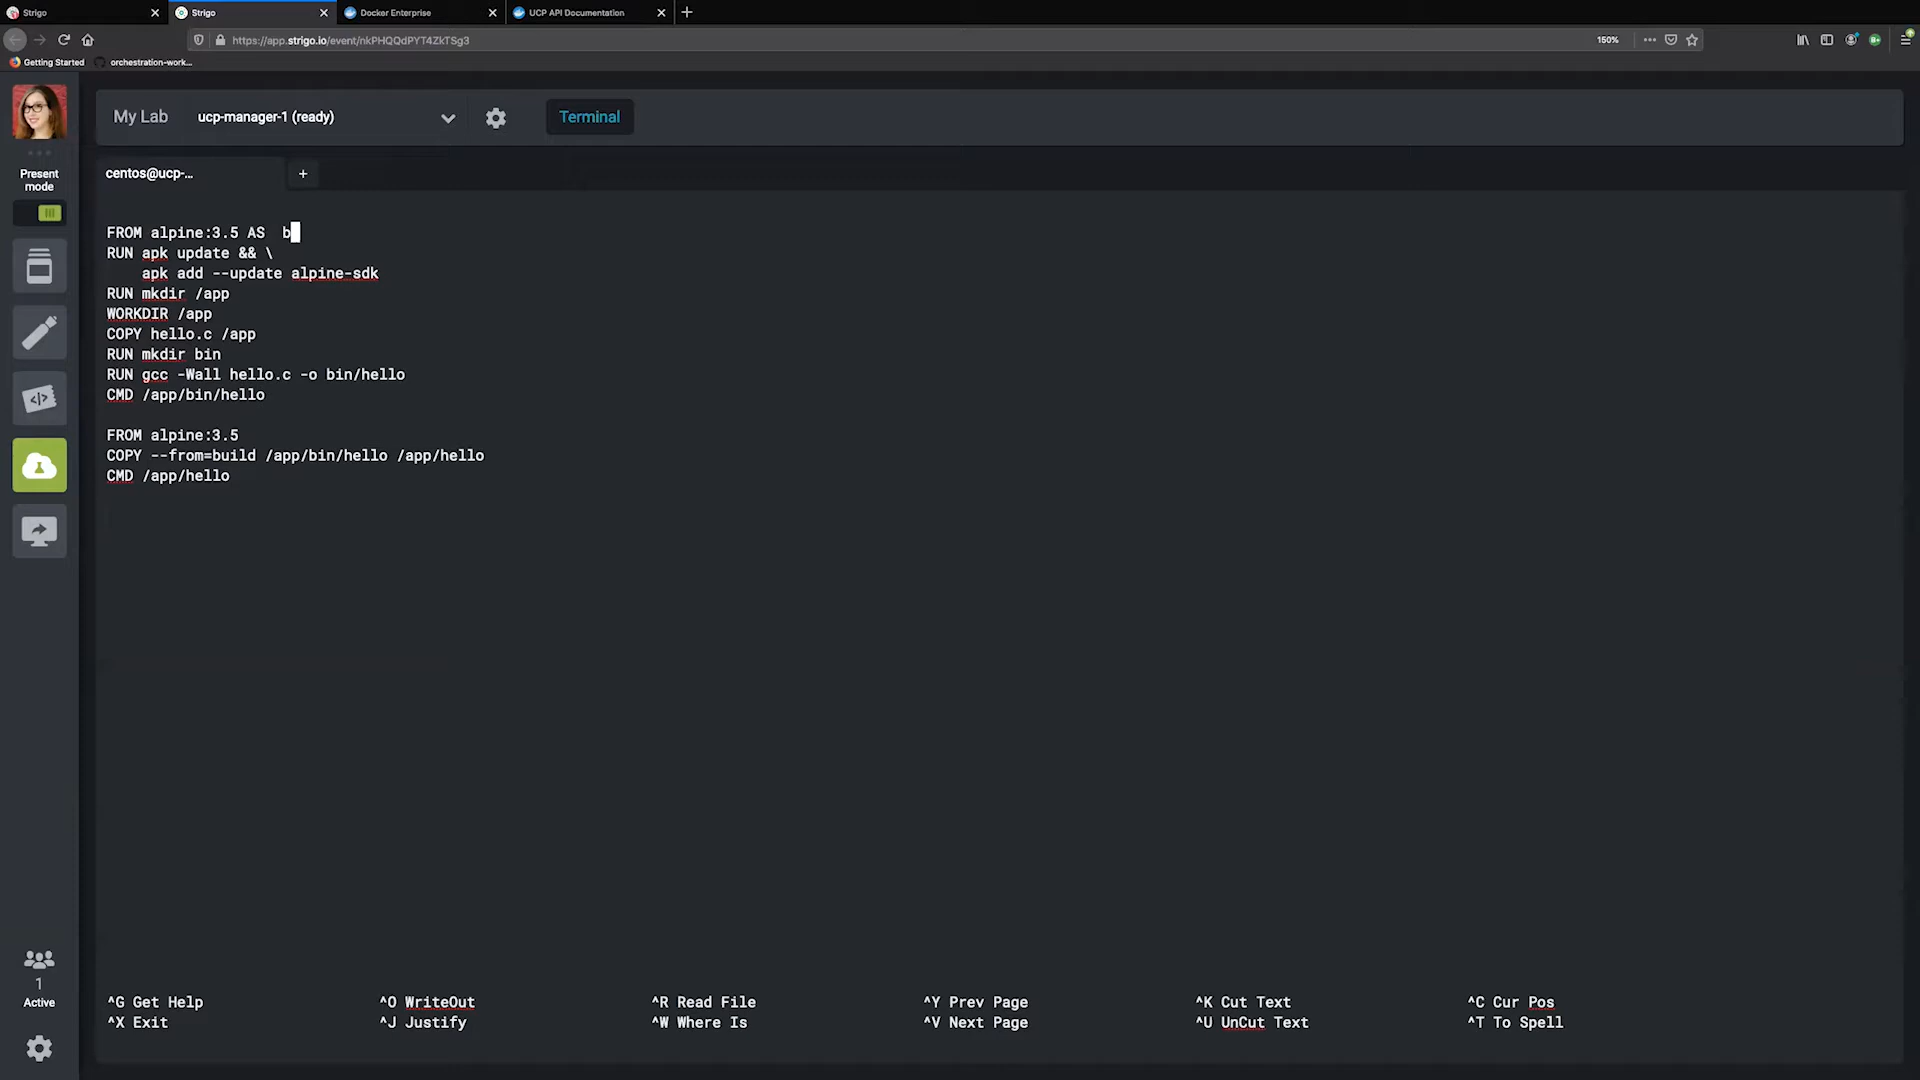 Strigo
Strigo
Docker Enterprise
UCP API Documentation
https://app.strigo.io/event/nkPHQQdPYT4ZkTSg3
150%
Getting Started
orchestration-work...
My Lab
ucp-manager-1 (ready)
Terminal
Present
mode
centos@ucp-...
FROM alpine:3.5 AS  b
RUN apk update && \
    apk add --update alpine-sdk
RUN mkdir /app
WORKDIR /app
COPY hello.c /app
RUN mkdir bin
RUN gcc -Wall hello.c -o bin/hello
CMD /app/bin/hello
FROM alpine:3.5
COPY --from=build /app/bin/hello /app/hello
CMD /app/hello
1
Active
^G Get Help ^O WriteOut ^R Read File ^Y Prev Page ^K Cut Text ^C Cur Pos
^X Exit ^J Justify ^W Where Is ^V Next Page ^U UnCut Text ^T To Spell